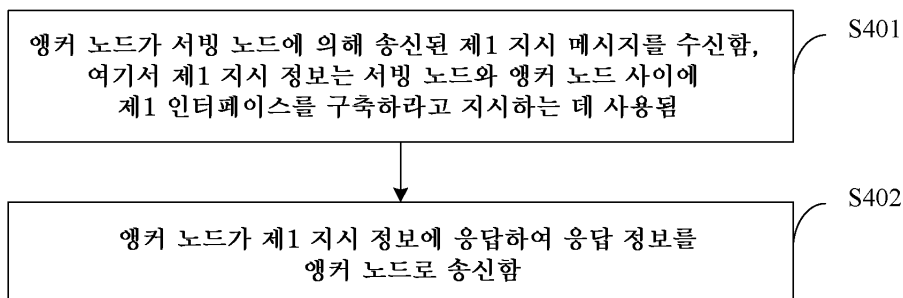 앵커 노드가 서빙 노드에 의해 송신된 제1 지시 메시지를 수신함,
여기서 제1 지시 정보는 서빙 노드와 앵커 노드 사이에
제1 인터페이스를 구축하라고 지시하는 데 사용됨
S401
앵커 노드가 제1 지시 정보에 응답하여 응답 정보를
앵커 노드로 송신함
S402